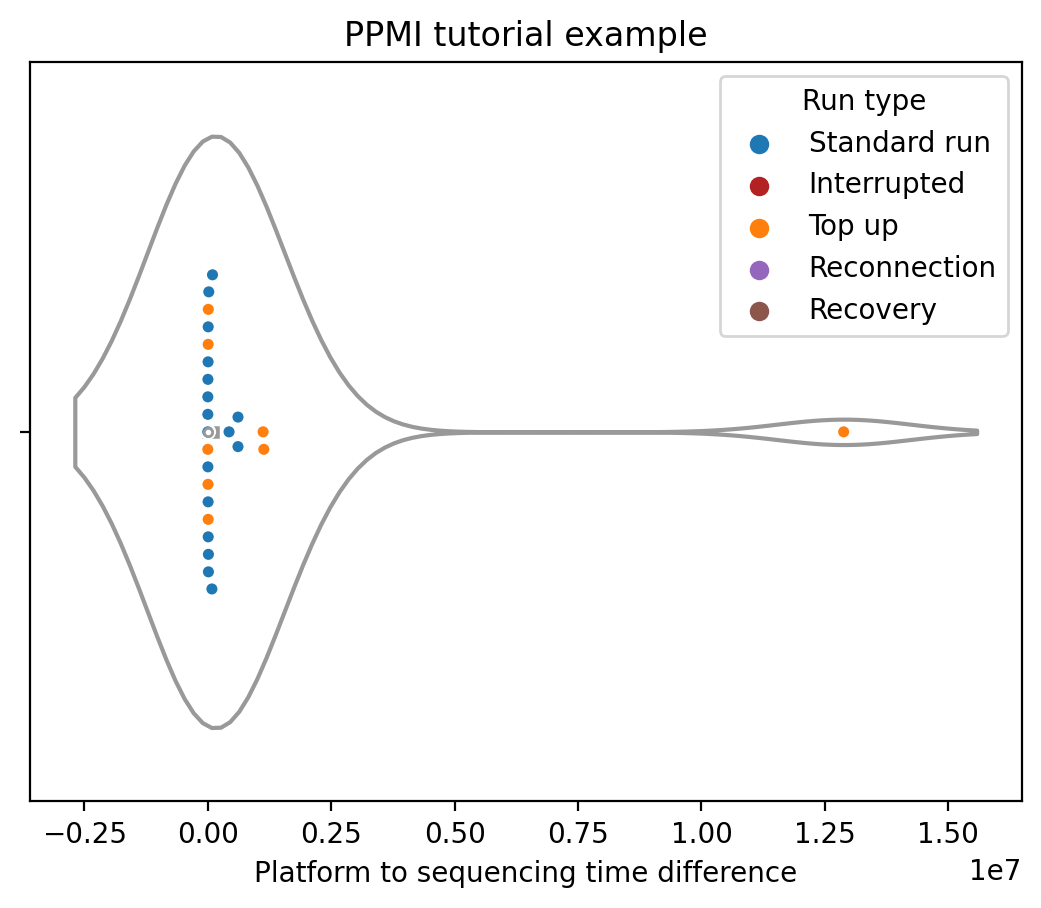 PPMI tutorial example
Run type
Standard run
Interrupted
Top up
Reconnection
Recovery
−0.25 0.00 0.25 0.50 0.75 1.00 1.25 1.50
Platform to sequencing time difference
1e7